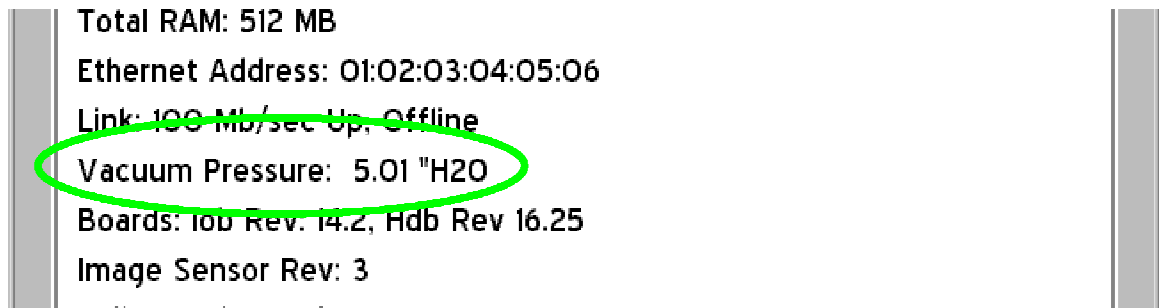 Total RAM: 512 MB
Ethernet Address: 01:02:03:04:05:06
Link: 100 Mb/sec Up, Offline
Vacuum Pressure:  5.01 "H2O
Boards: Iob Rev. 14.2, Hdb Rev 16.25
Image Sensor Rev: 3